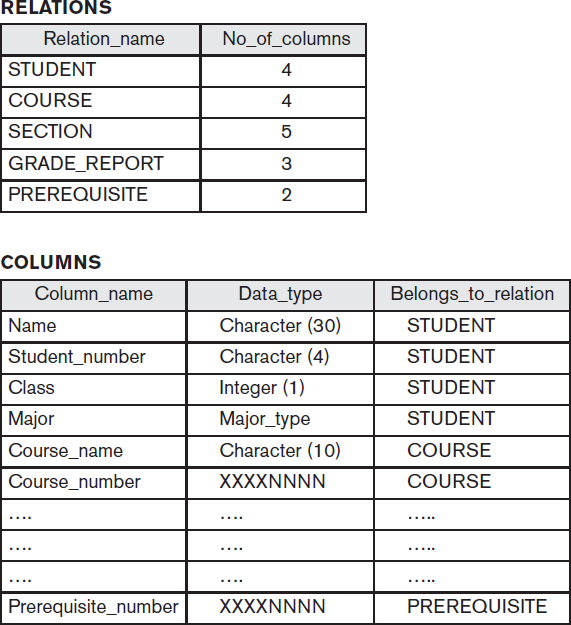 RELATIONS
Relation_name No_of_columns
STUDENT 4
COURSE 4
SECTION 5
GRADE_REPORT 3
PREREQUISITE 2
COLUMNS
Column_name Data_type Belongs_to_relation
Name Character (30) STUDENT
Student_number Character (4) STUDENT
Class Integer (1) STUDENT
Major Major_type STUDENT
Course_name Character (10) COURSE
Course_number XXXXNNNN COURSE
…. …. …..
…. …. …..
…. …. …..
Prerequisite_number XXXXNNNN PREREQUISITE